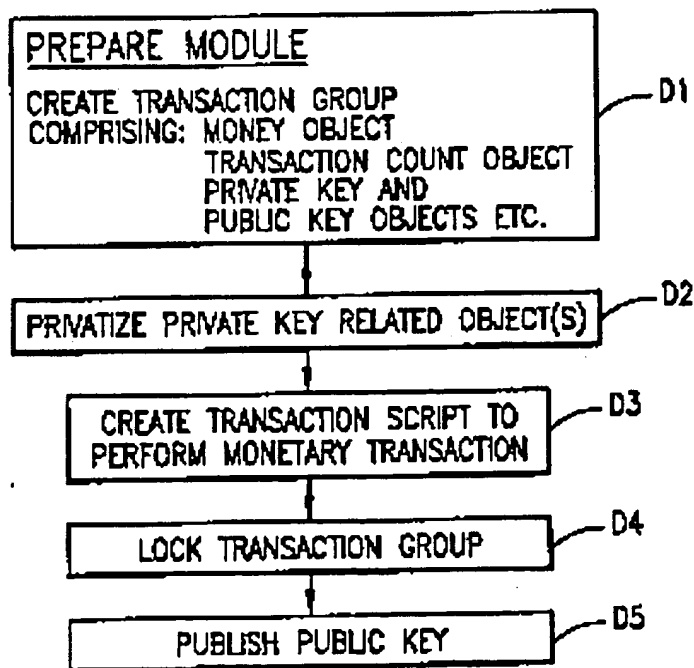 PREPARE MODULE
CREATE TRANSACTION GROUP
COMPRISING: MONEY OBJECT
TRANSACTION COUNT OBJECT
PRIVATE KEY AND
PUBLIC KEY OBJECTS ETC.
D1
PRIVATIZE PRIVATE KEY RELATED OBJECT(S)
D2
CREATE TRANSACTION SCRIPT TO
PERFORM MONETARY TRANSACTION
D3
LOCK TRANSACTION GROUP
D4
PUBLISH PUBLIC KEY
D5